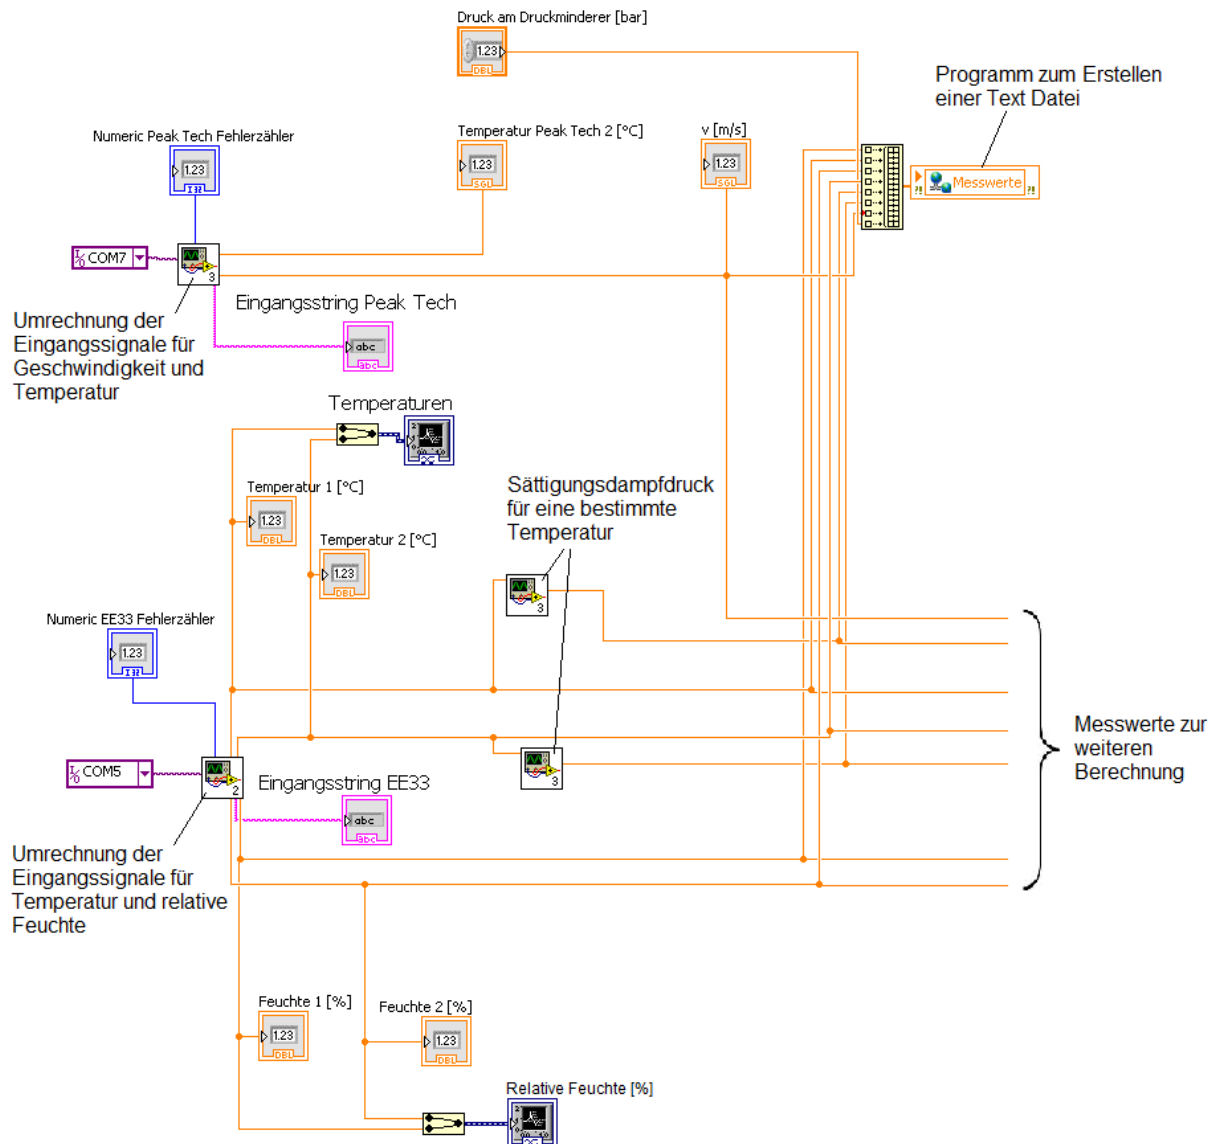 Druck am Druckminderer [bar]
1.23
DBL
Programm zum Erstellen
einer Text Datei
Numeric Peak Tech Fehlerzähler
1.23
I32
Temperatur Peak Tech 2 [°C]
1.23
SGL
v [m/s]
1.23
SGL
Messwerte
?!
?!
COM7
3
Eingangsstring Peak Tech
abc
abc
Umrechnung der
Eingangssignale für
Geschwindigkeit und
Temperatur
Temperaturen
Temperatur 1 [°C]
1.23
DBL
Temperatur 2 [°C]
1.23
DBL
Sättigungsdampfdruck
für eine bestimmte
Temperatur
3
Numeric EE33 Fehlerzähler
1.23
I32
COM5
2
3
Eingangsstring EE33
abc
abc
Messwerte zur
weiteren
Berechnung
Umrechnung der
Eingangssignale für
Temperatur und relative
Feuchte
Feuchte 1 [%]
1.23
DBL
Feuchte 2 [%]
1.23
DBL
Relative Feuchte [%]